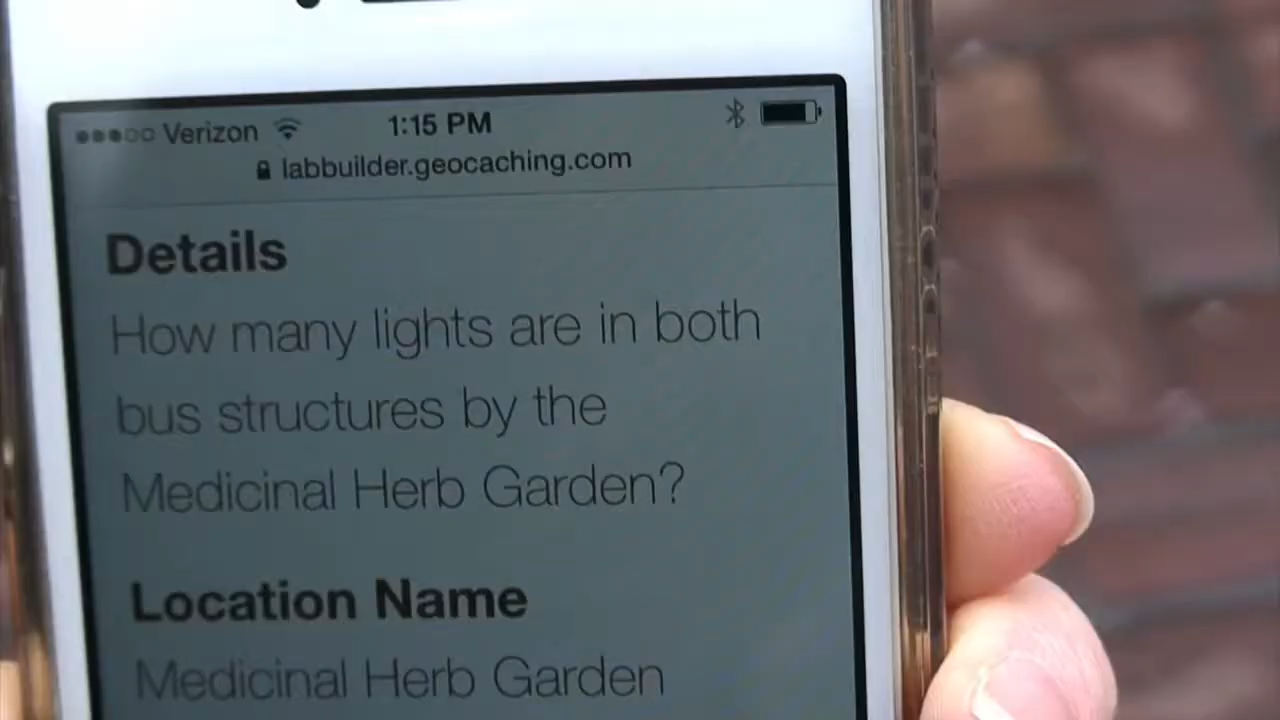 Verizon 1:15 PM
labbuilder.geocaching.com
Details
How many lights are in both
bus structures by the
Medicinal Herb Garden?
Location Name
Medicinal Herb Garden